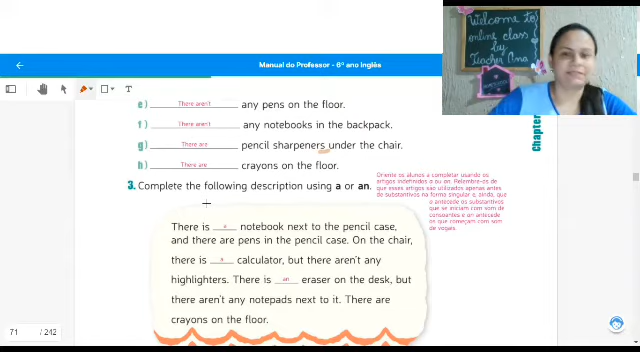 Manual do Professor - 6º ano Inglês
Welcome to
online class
by
Teacher Ana
T
e) There aren't any pens on the floor.
f) There aren't any notebooks in the backpack.
g) There are pencil sharpeners under the chair.
h) There are crayons on the floor.
Chapter
3. Complete the following description using a or an.
Oriente os alunos a completar usando os
artigos indefinidos a ou an. Relembre-os de
que esses artigos são utilizados apenas antes
de substantivos na forma singular e, ainda, que
a antecede os substantivos
que se iniciam com som de
consoantes e an antecede
os que começam com som
de vogais.
There is a notebook next to the pencil case,
and there are pens in the pencil case. On the chair,
there is a calculator, but there aren't any
highlighters. There is an eraser on the desk, but
there aren't any notepads next to it. There are
crayons on the floor.
71 / 242